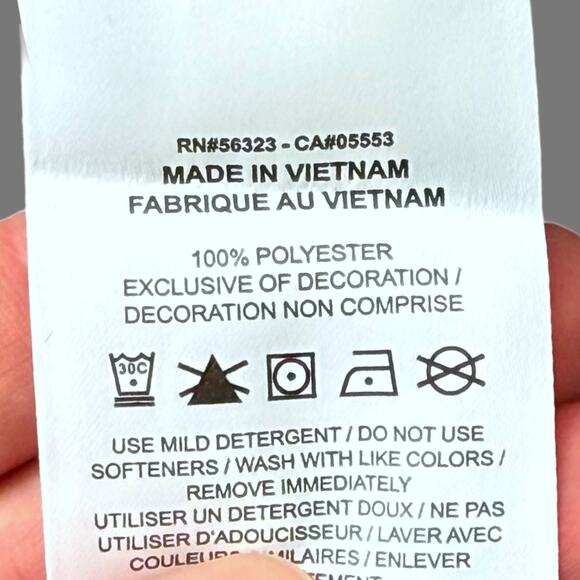 RN#56323 - CA#05553
MADE IN VIETNAM
FABRIQUE AU VIETNAM
100% POLYESTER
EXCLUSIVE OF DECORATION /
DECORATION NON COMPRISE
30C
USE MILD DETERGENT / DO NOT USE
SOFTENERS / WASH WITH LIKE COLORS /
REMOVE IMMEDIATELY
UTILISER UN DETERGENT DOUX / NE PAS
UTILISER D'ADOUCISSEUR / LAVER AVEC
/ ENLEVER